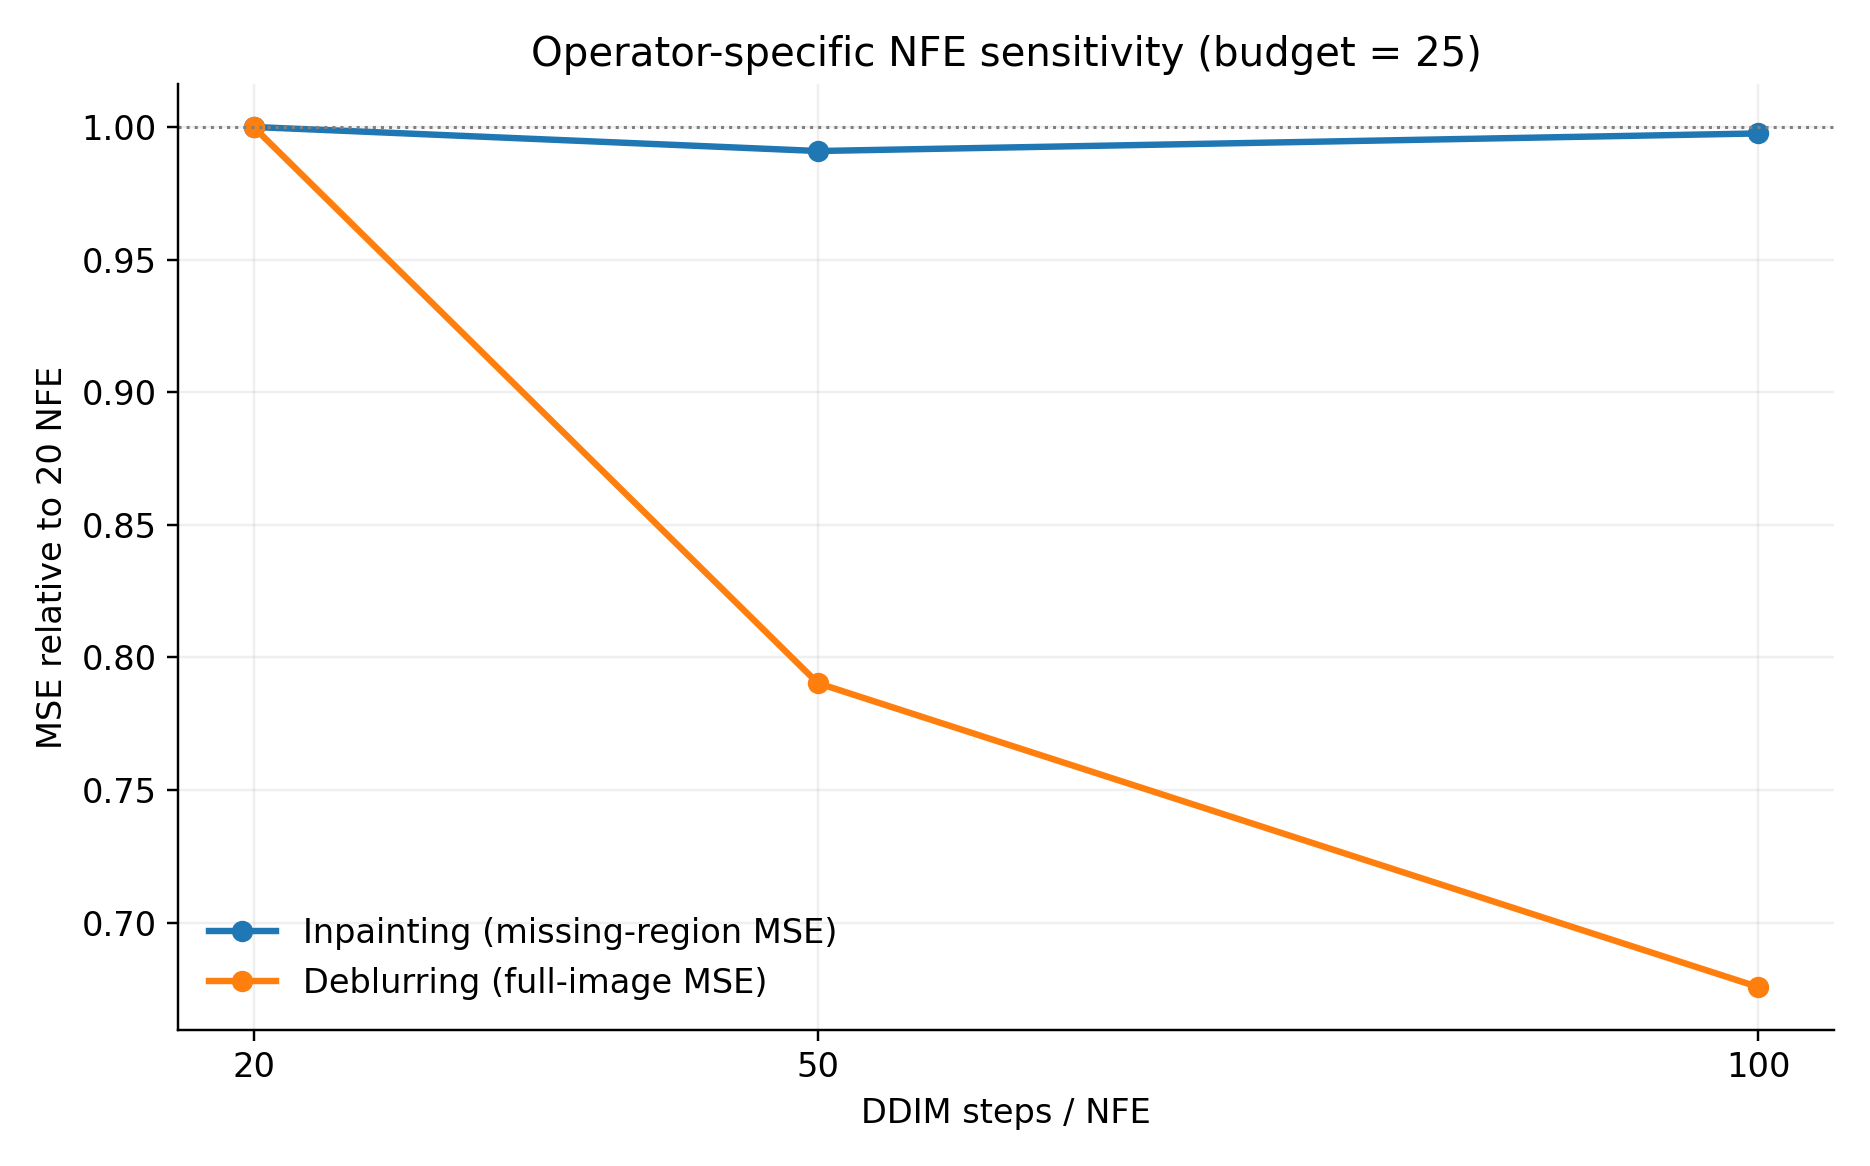 Operator-specific NFE sensitivity (budget = 25)
MSE relative to 20 NFE
1.00
0.95
0.90
0.85
0.80
0.75
0.70
Inpainting (missing-region MSE)
Deblurring (full-image MSE)
20 50 100
DDIM steps / NFE